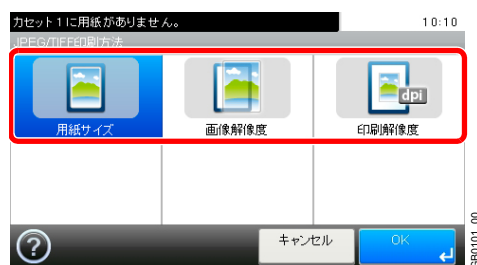 カセット1に用紙がありません。 10:10
JPEG/TIFF印刷方法
dpi
用紙サイズ 画像解像度 印刷解像度
? キャンセル OK
GB0101_00